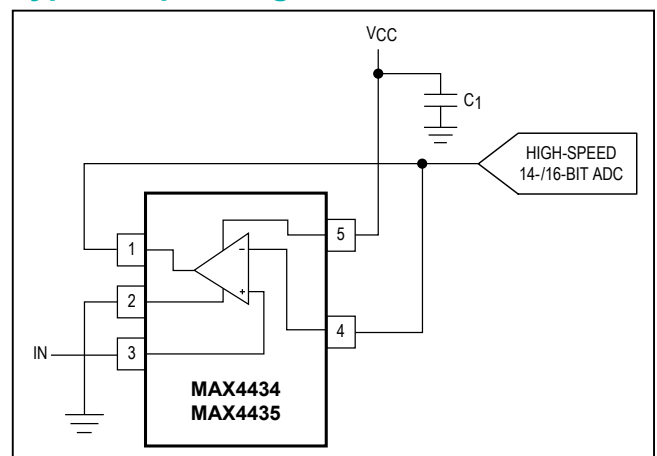 VCC
C1
HIGH-SPEED
14-/16-BIT ADC
1
5
-
2
+
4
IN
3
MAX4434
MAX4435